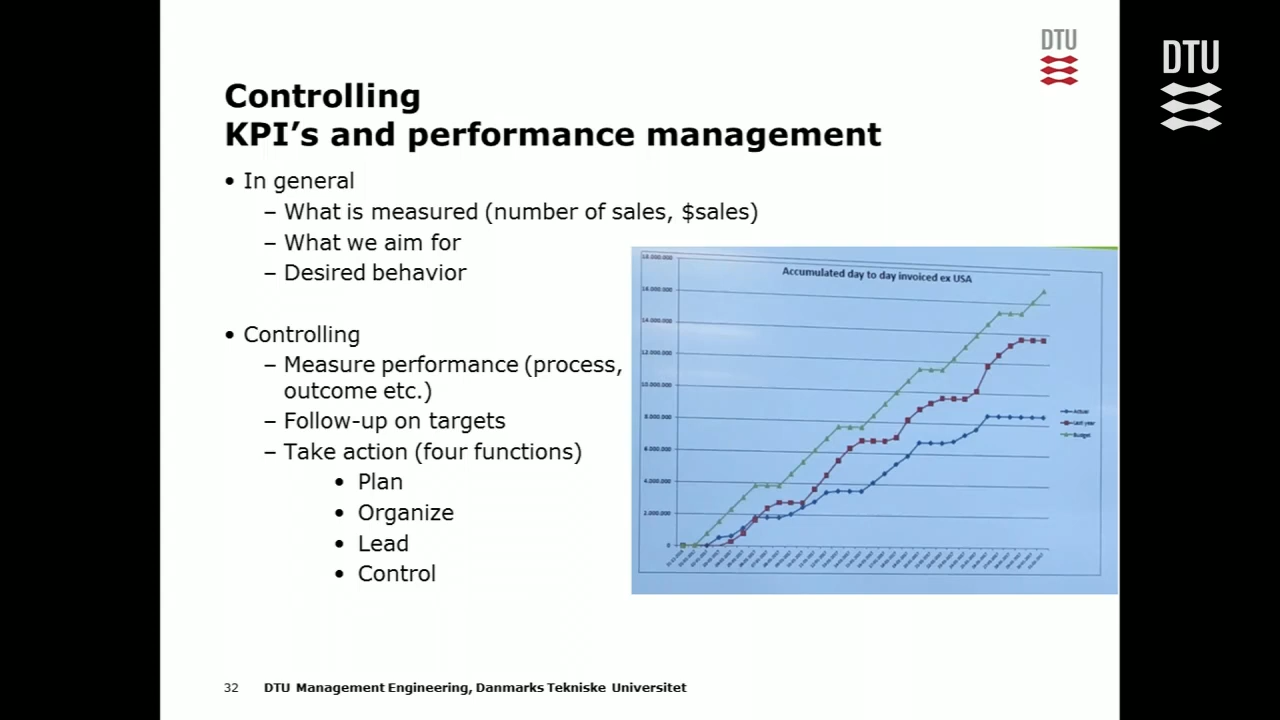 DTU
DTU
Controlling
KPI’s and performance management
• In general
– What is measured (number of sales, $sales)
– What we aim for
– Desired behavior
• Controlling
– Measure performance (process,
outcome etc.)
– Follow-up on targets
– Take action (four functions)
• Plan
• Organize
• Lead
• Control
Accumulated day to day invoiced ex USA
18.000.000
16.000.000
14.000.000
12.000.000
10.000.000
8.000.000
6.000.000
4.000.000
2.000.000
0
Actual
Last year
Budget
32 DTU Management Engineering, Danmarks Tekniske Universitet